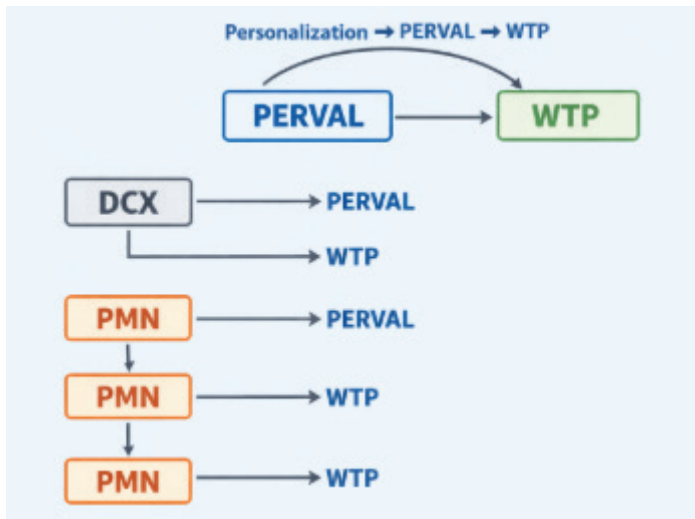 Personalization → PERVAL → WTP
PERVAL
WTP
DCX
PERVAL
WTP
PMN
PERVAL
PMN
WTP
PMN
WTP